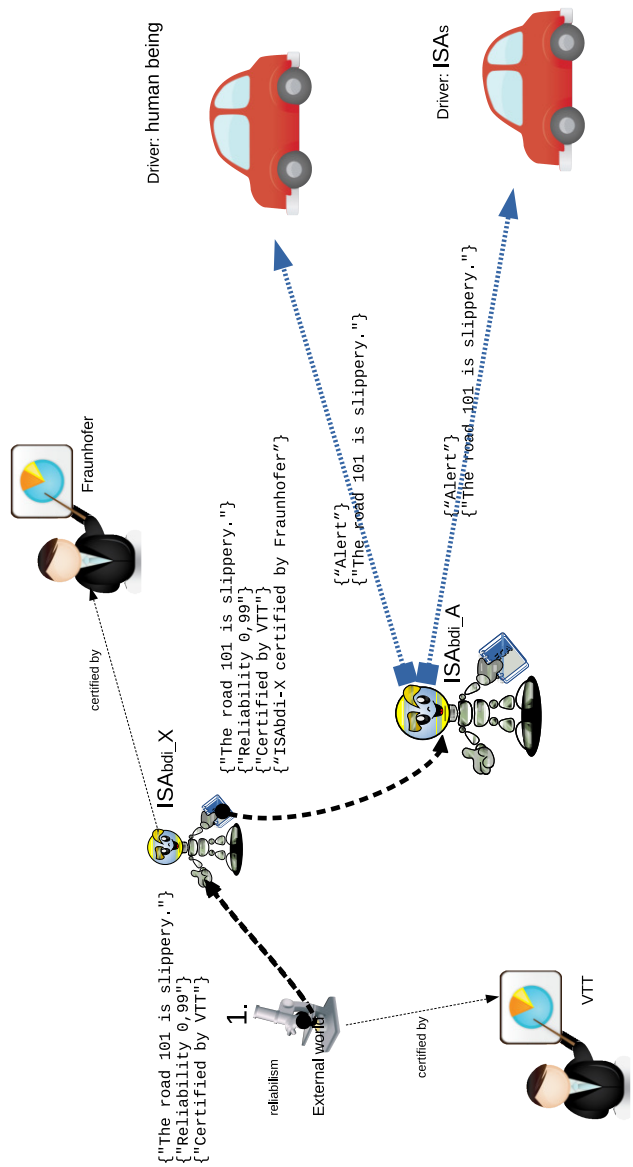 {"The road 101 is slippery."}
{"Reliability 0,99"}
{"Certified by VTT"}
1.
reliabilism
External world
certified by
VTT
ISAbdi_X
certified by
Fraunhofer
{"The road 101 is slippery."}
{"Reliability 0,99"}
{"Certified by VTT"}
{“ISAbdi-X certified by Fraunhofer”}
ISAbdi_A
{“Alert”}
{"The road 101 is slippery."}
{“Alert”}
{"The road 101 is slippery."}
Driver: human being
Driver: ISAs